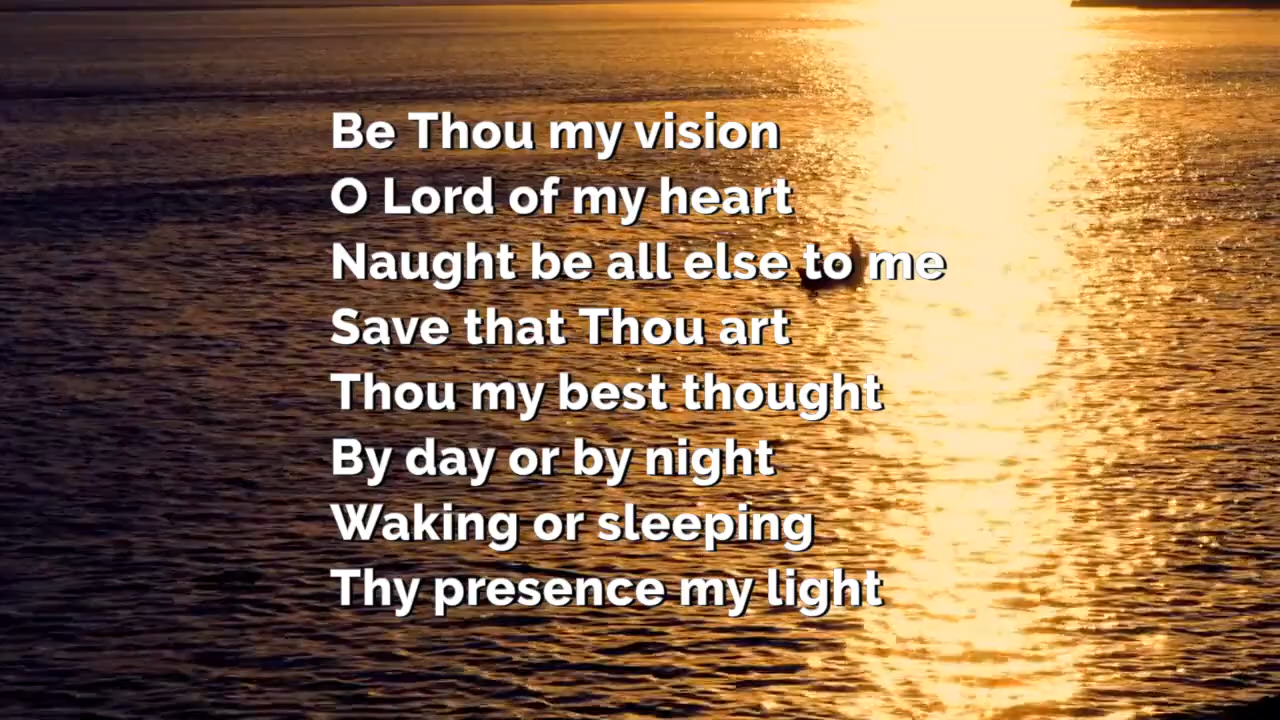 Be Thou my vision
O Lord of my heart
Naught be all else to me
Save that Thou art
Thou my best thought
By day or by night
Waking or sleeping
Thy presence my light